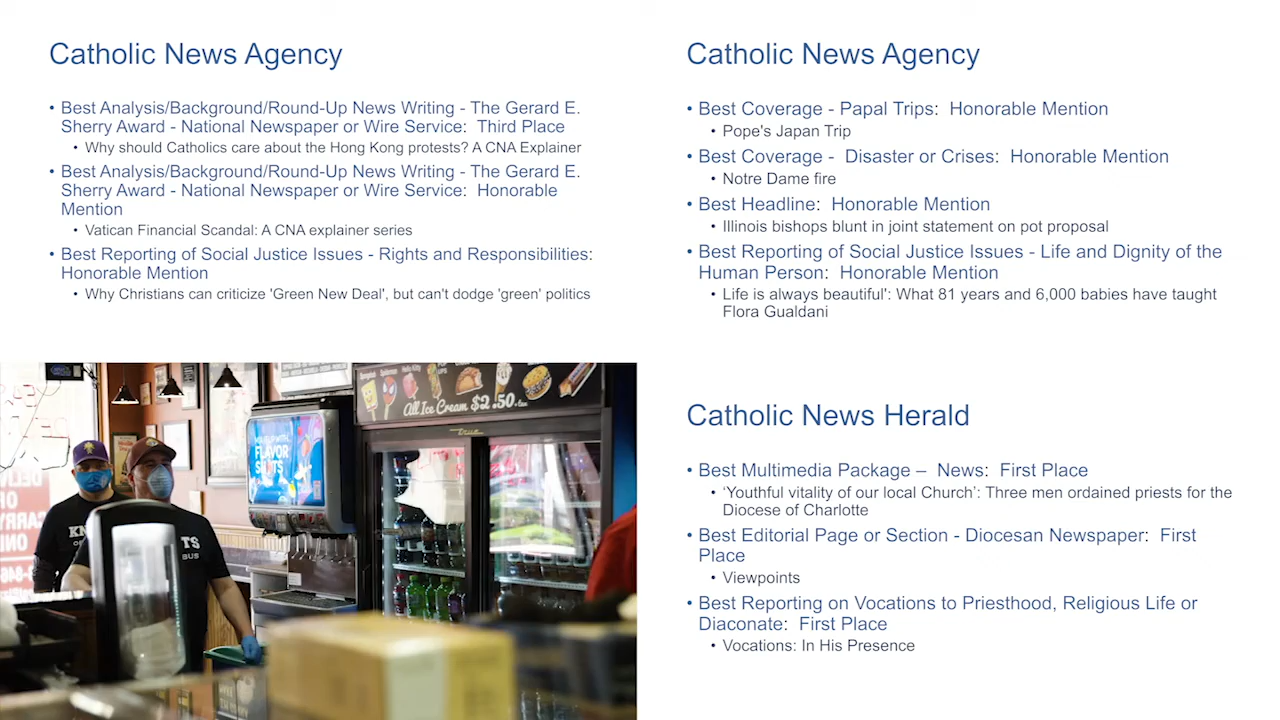 Catholic News Agency
• Best Analysis/Background/Round-Up News Writing - The Gerard E.
Sherry Award - National Newspaper or Wire Service: Third Place
• Why should Catholics care about the Hong Kong protests? A CNA Explainer
• Best Analysis/Background/Round-Up News Writing - The Gerard E.
Sherry Award - National Newspaper or Wire Service: Honorable
Mention
• Vatican Financial Scandal: A CNA explainer series
• Best Reporting of Social Justice Issues - Rights and Responsibilities:
Honorable Mention
• Why Christians can criticize 'Green New Deal', but can't dodge 'green' politics
Catholic News Agency
• Best Coverage - Papal Trips: Honorable Mention
• Pope's Japan Trip
• Best Coverage - Disaster or Crises: Honorable Mention
• Notre Dame fire
• Best Headline: Honorable Mention
• Illinois bishops blunt in joint statement on pot proposal
• Best Reporting of Social Justice Issues - Life and Dignity of the
Human Person: Honorable Mention
• Life is always beautiful': What 81 years and 6,000 babies have taught
Flora Gualdani
All Ice Cream $2.50
true
FLAVOR
SHOTS
KN
TS
BUS
OR
ONL
Catholic News Herald
• Best Multimedia Package – News: First Place
• ‘Youthful vitality of our local Church’: Three men ordained priests for the
Diocese of Charlotte
• Best Editorial Page or Section - Diocesan Newspaper: First
Place
• Viewpoints
• Best Reporting on Vocations to Priesthood, Religious Life or
Diaconate: First Place
• Vocations: In His Presence